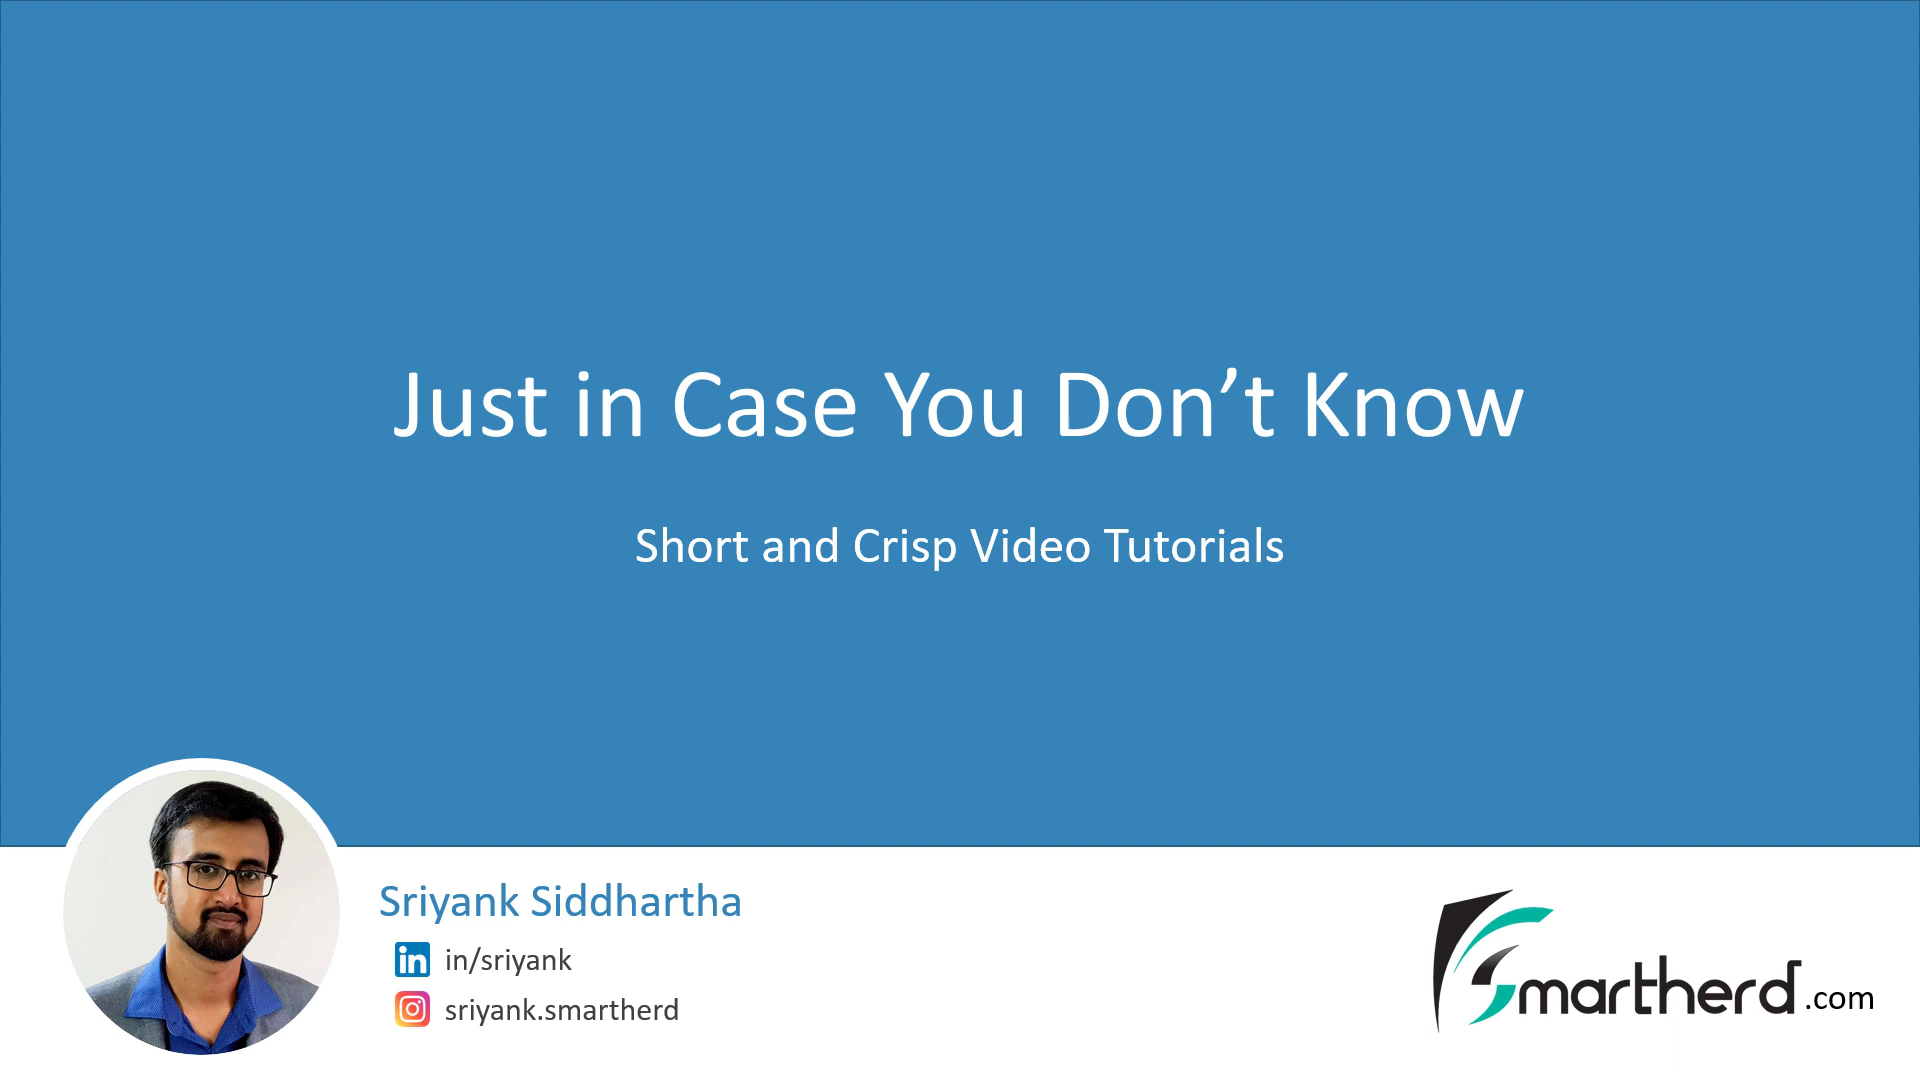 Just in Case You Don’t Know
Short and Crisp Video Tutorials
Sriyank Siddhartha
in/sriyank
sriyank.smartherd
Smartherd.com